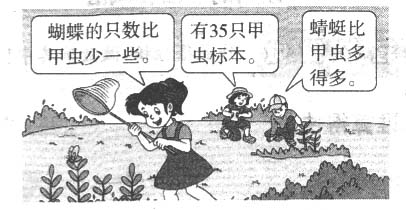 蝴蝶的只数比
甲虫少一些。
有35只甲
虫标本。
蜻蜓比
甲虫多
得多。